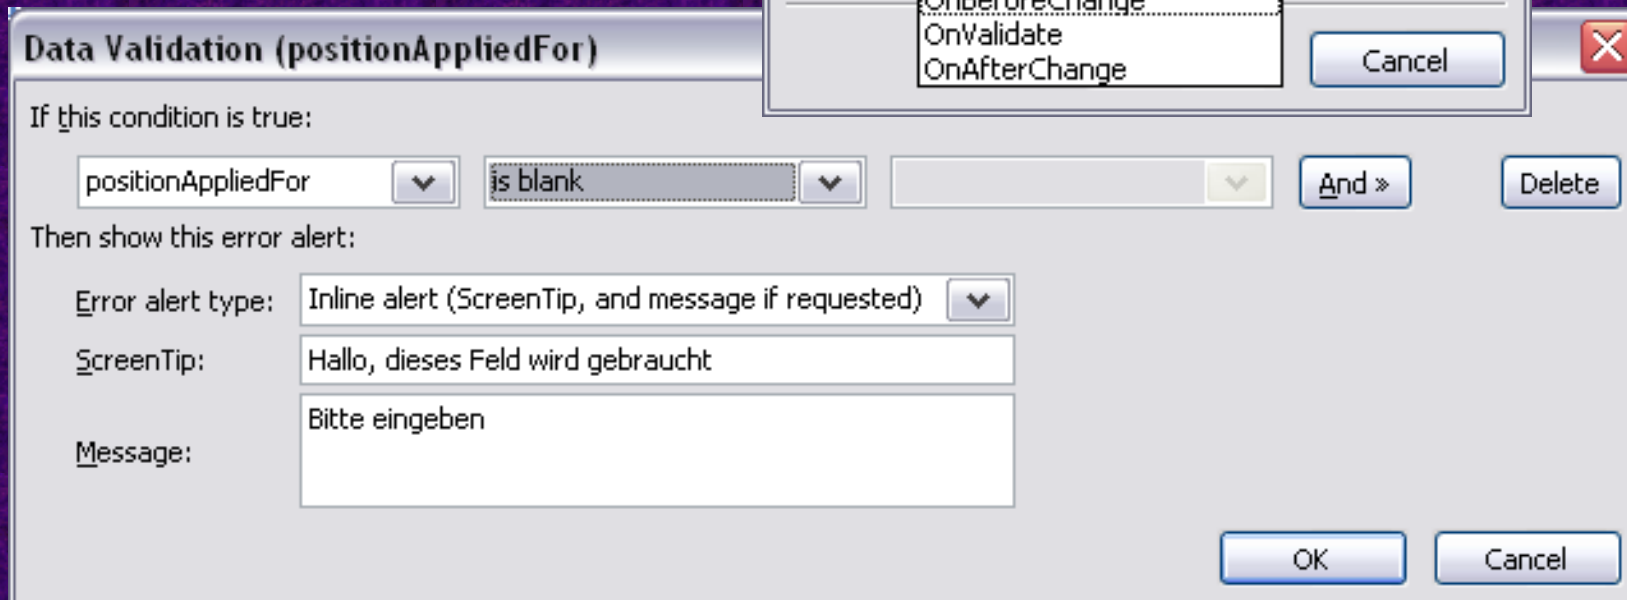 OnBeforeChange
OnValidate
OnAfterChange
Cancel
Data Validation (positionAppliedFor)
If this condition is true:
positionAppliedFor is blank And » Delete
Then show this error alert:
Error alert type: Inline alert (ScreenTip, and message if requested)
ScreenTip: Hallo, dieses Feld wird gebraucht
Message: Bitte eingeben
OK Cancel